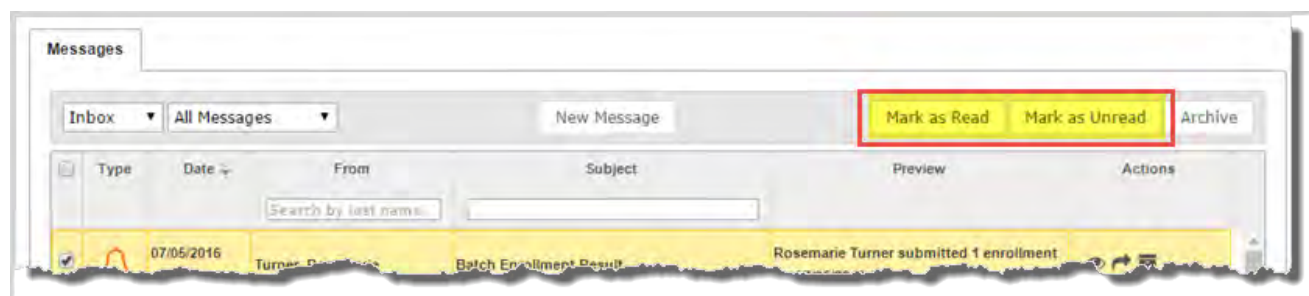 Messages
Inbox All Messages New Message Mark as Read Mark as Unread Archive
Type Date From Subject Preview Actions
Search by last name
07/05/2016 Turner, Batch Enrollment Result Rosemarie Turner submitted 1 enrollment